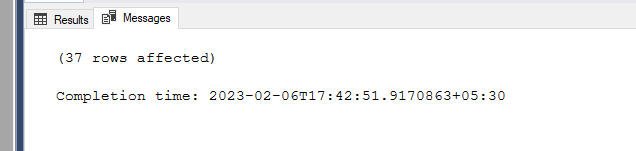 Results Messages
(37 rows affected)
Completion time: 2023-02-06T17:42:51.9170863+05:30